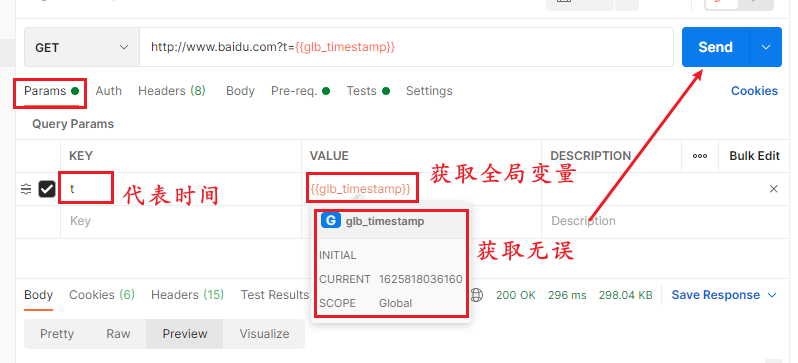 GET http://www.baidu.com?t={{glb_timestamp}} Send
Params Auth Headers (8) Body Pre-req. Tests Settings Cookies
Query Params
KEY VALUE DESCRIPTION Bulk Edit
t 代表时间 {{glb_timestamp}} 获取全局变量
Key Description
G glb_timestamp
获取无误
INITIAL
CURRENT 1625818036160
SCOPE Global
Body Cookies (6) Headers (15) Test Results 200 OK 296 ms 298.04 KB Save Response
Pretty Raw Preview Visualize